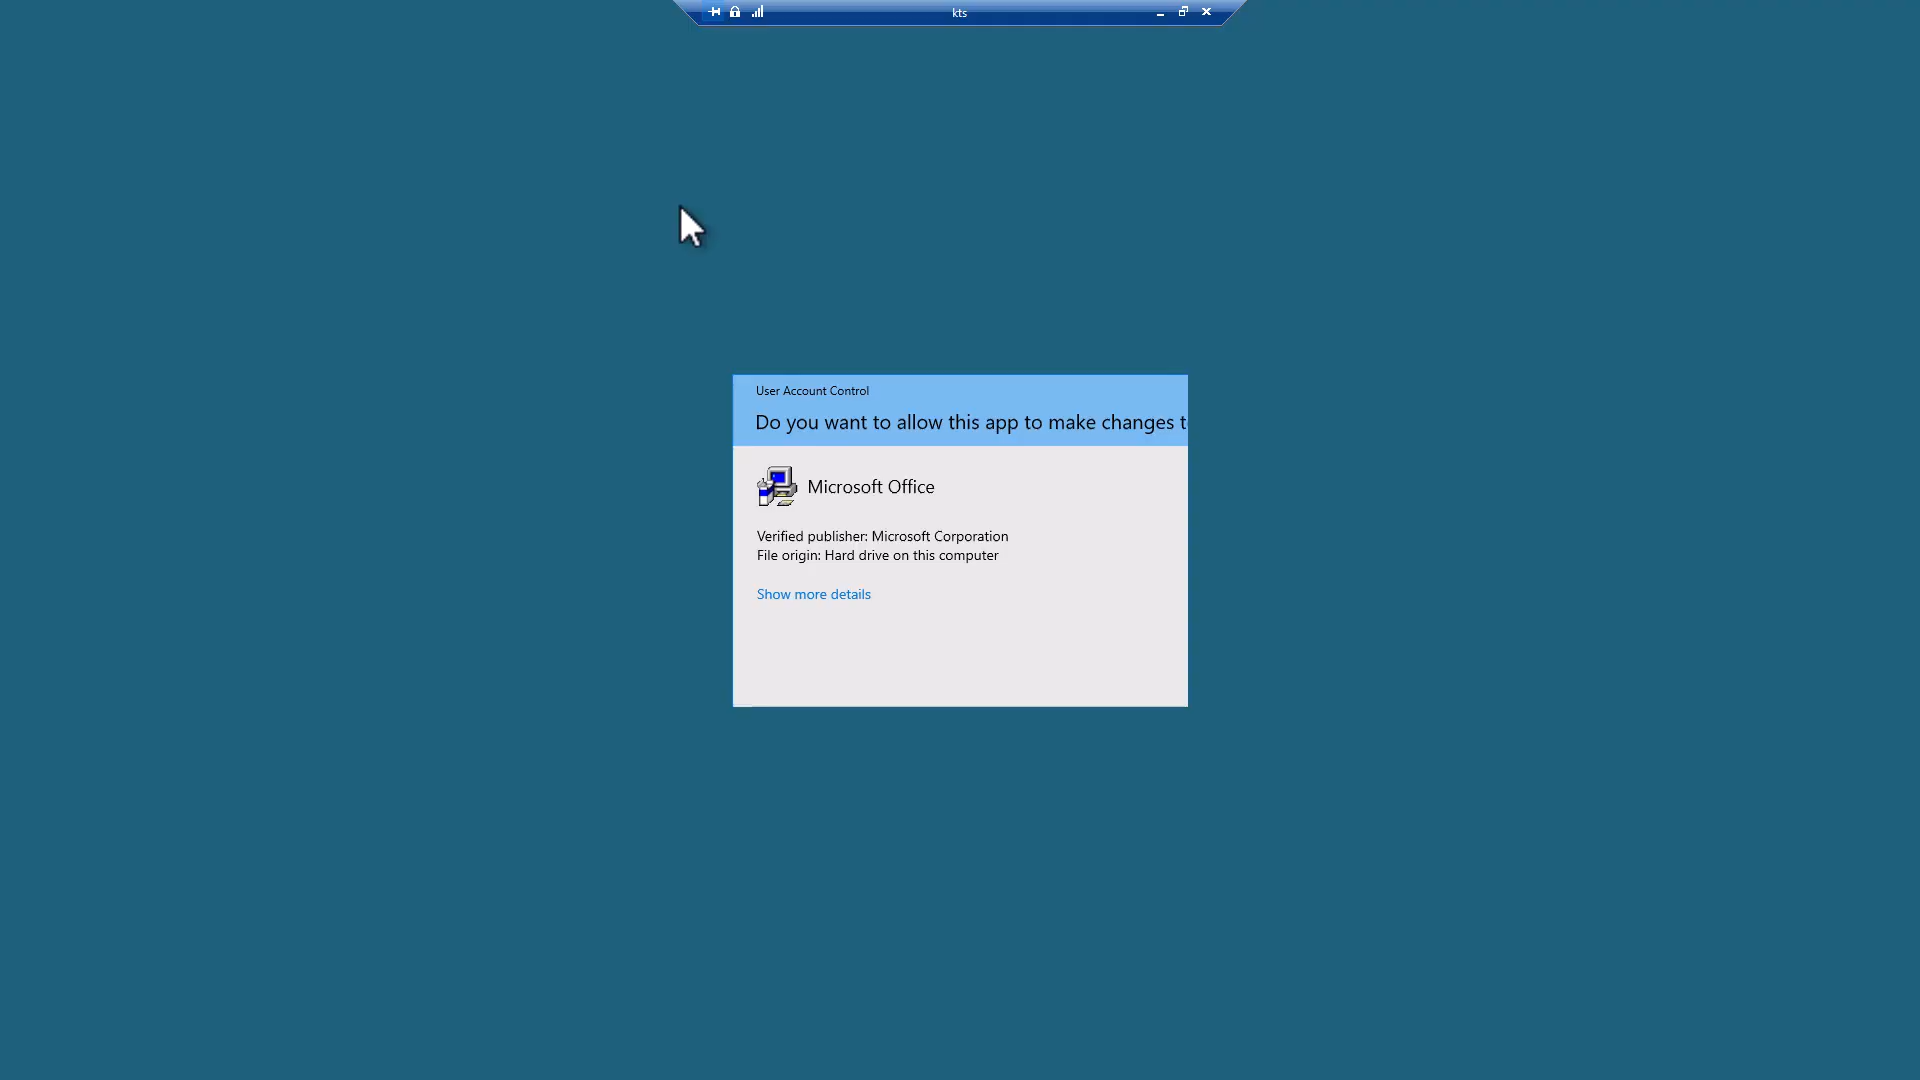 kts
User Account Control
Do you want to allow this app to make changes t
Microsoft Office
Verified publisher: Microsoft Corporation
File origin: Hard drive on this computer
Show more details